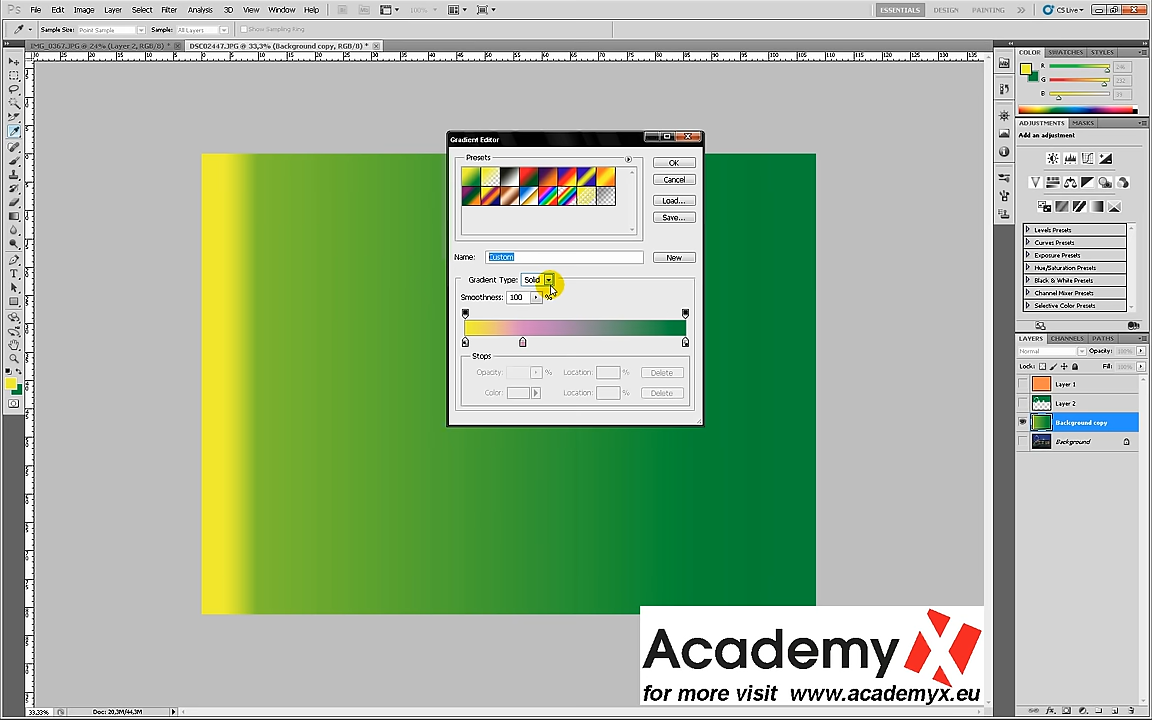 Ps File Edit Image Layer Select Filter Analysis 3D View Window Help
ESSENTIALS DESIGN PAINTING CS Live
Sample Size: Point Sample Sample: All Layers Show Sampling Ring
IMG_0367.JPG @ 24% (Layer 2, RGB/8) * DSC02447.JPG @ 33,3% (Background copy, RGB/8) *
COLOR SWATCHES STYLES
R
G
B
ADJUSTMENTS MASKS
Add an adjustment
Levels Presets
Curves Presets
Exposure Presets
Hue/Saturation Presets
Black & White Presets
Channel Mixer Presets
Selective Color Presets
LAYERS CHANNELS PATHS
Normal Opacity: 100%
Lock: Fill: 100%
Layer 1
Layer 2
Background copy
Background
Gradient Editor
Presets
OK
Cancel
Load...
Save...
Name: Custom New
Gradient Type: Solid
Smoothness: 100 %
Stops
Opacity: % Location: % Delete
Color: Location: % Delete
AcademyX
for more visit www.academyx.eu
33,33% Doc: 20,3M/44,3M